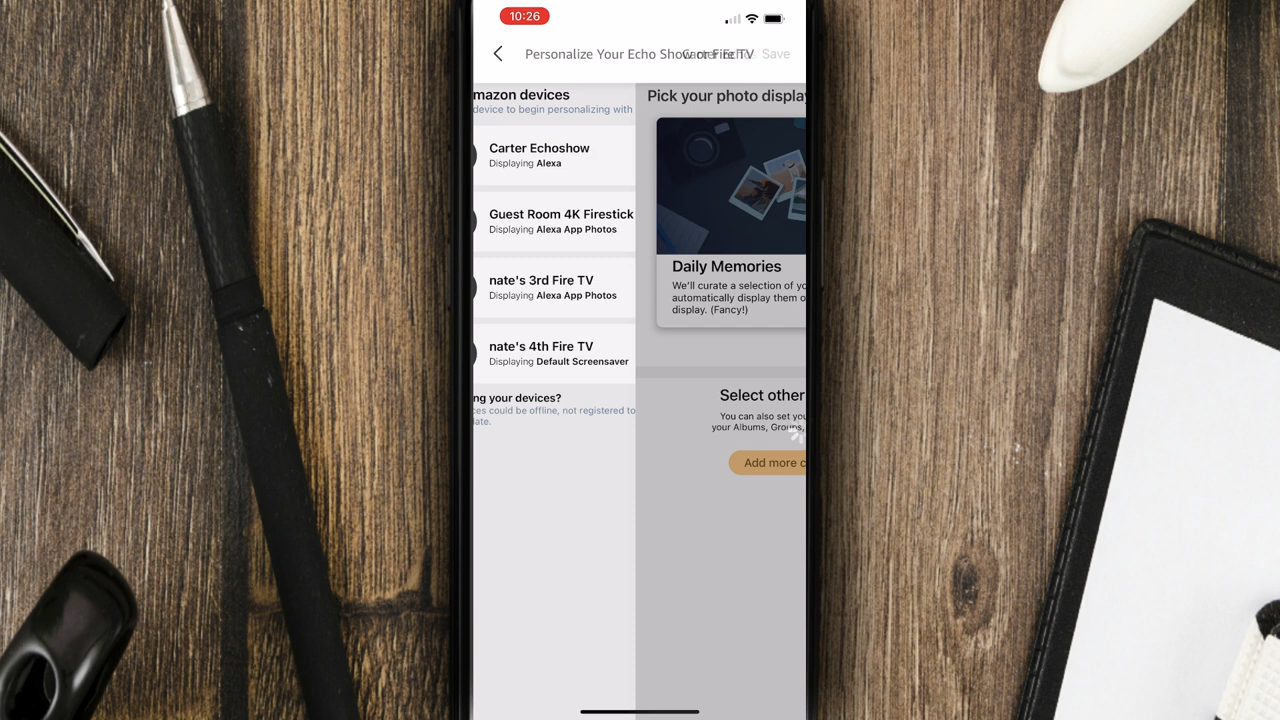 10:26
Personalize Your Echo Show or Fire TV
Carter Echo... Save
mazon devices
device to begin personalizing with
Carter Echoshow
Displaying Alexa
Guest Room 4K Firestick
Displaying Alexa App Photos
nate's 3rd Fire TV
Displaying Alexa App Photos
nate's 4th Fire TV
Displaying Default Screensaver
ng your devices?
ces could be offline, not registered to
date.
Pick your photo display
Daily Memories
We'll curate a selection of yo
automatically display them o
display. (Fancy!)
Select other
You can also set you
your Albums, Groups,
Add more c